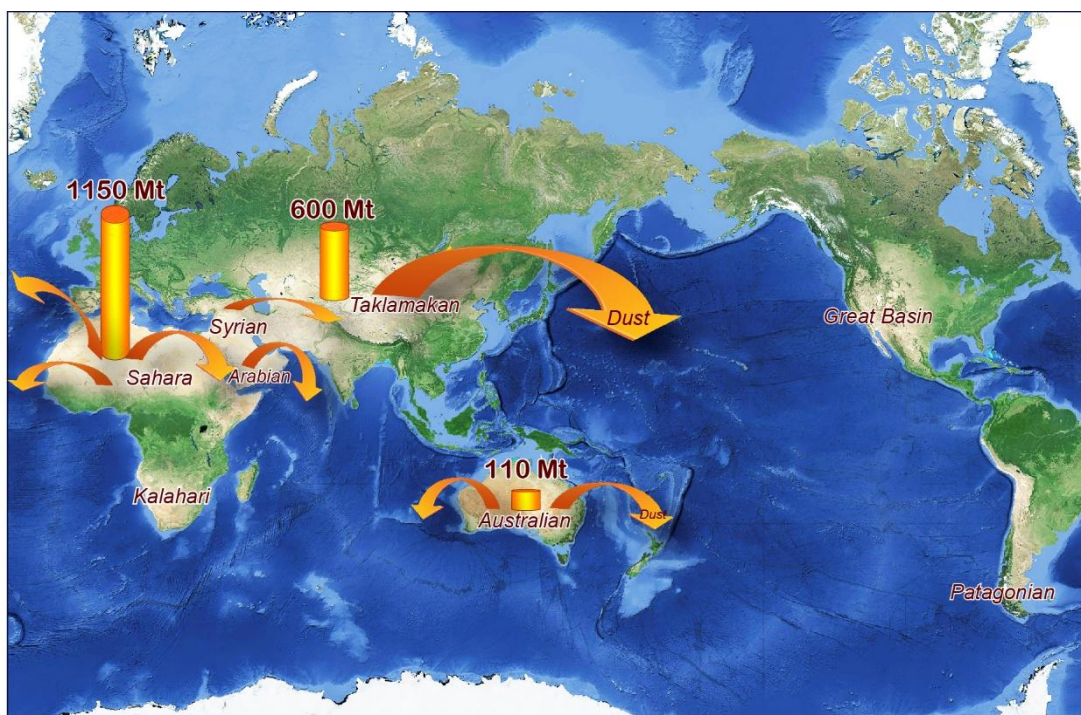 1150 Mt
600 Mt
Taklamakan
Syrian
Dust
Great Basin
Sahara
Arabian
110 Mt
Kalahari
Australian
Dust
Patagonian